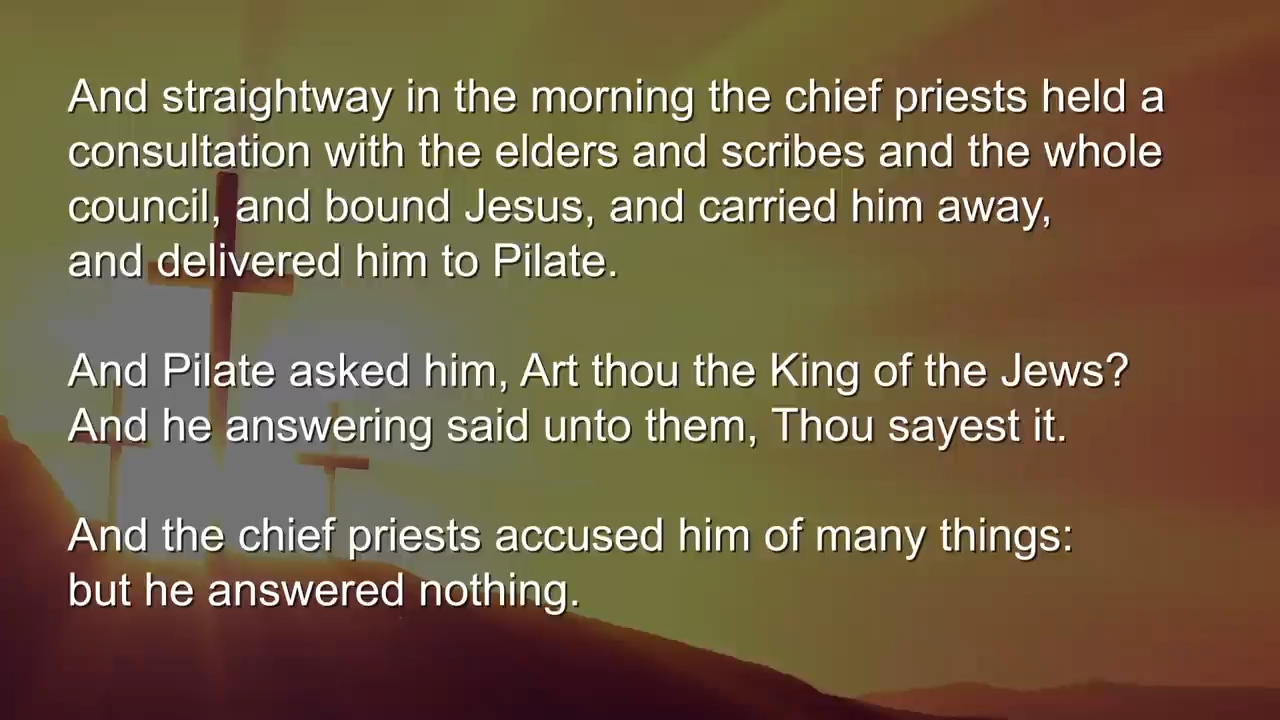 And straightway in the morning the chief priests held a
consultation with the elders and scribes and the whole
council, and bound Jesus, and carried him away,
and delivered him to Pilate.
And Pilate asked him, Art thou the King of the Jews?
And he answering said unto them, Thou sayest it.
And the chief priests accused him of many things:
but he answered nothing.